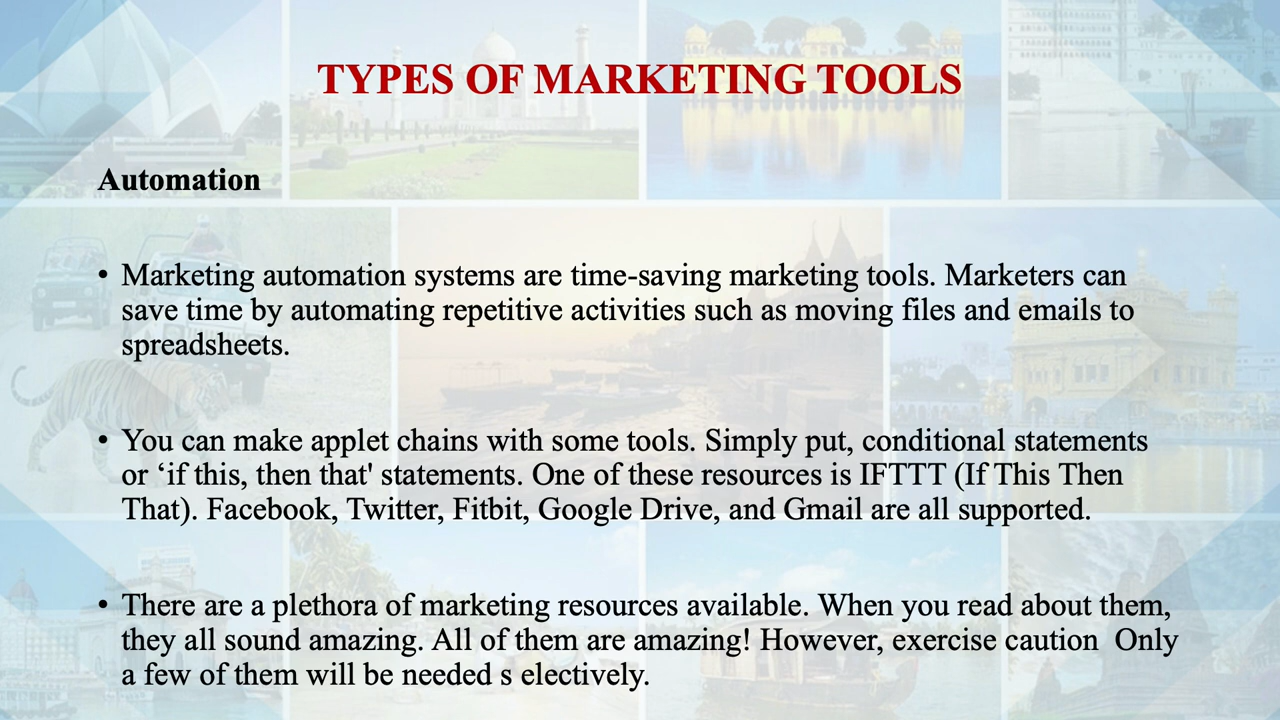 TYPES OF MARKETING TOOLS
Automation
• Marketing automation systems are time-saving marketing tools. Marketers can
save time by automating repetitive activities such as moving files and emails to
spreadsheets.
• You can make applet chains with some tools. Simply put, conditional statements
or ‘if this, then that' statements. One of these resources is IFTTT (If This Then
That). Facebook, Twitter, Fitbit, Google Drive, and Gmail are all supported.
• There are a plethora of marketing resources available. When you read about them,
they all sound amazing. All of them are amazing! However, exercise caution  Only
a few of them will be needed s electively.